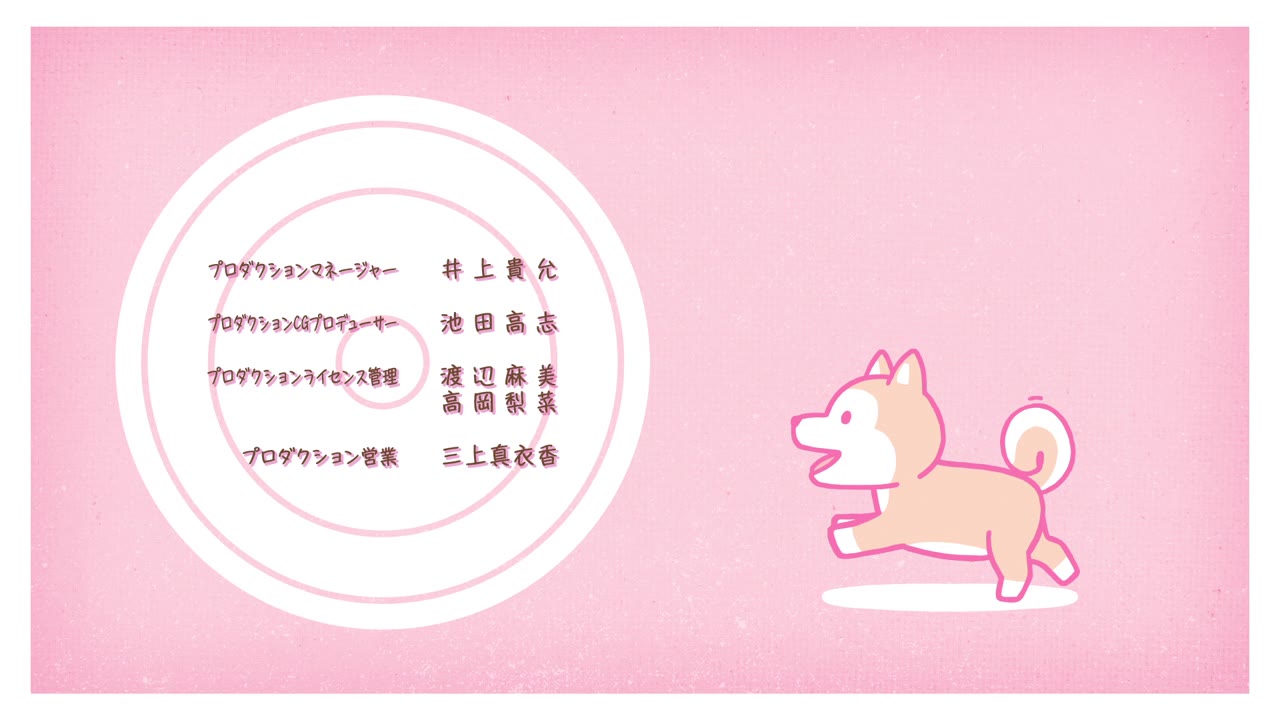 プロダクションマネージャー 井上貴允
プロダクションCGプロデューサー 池田高志
プロダクションライセンス管理 渡辺麻美
高岡梨菜
プロダクション営業 三上真衣香